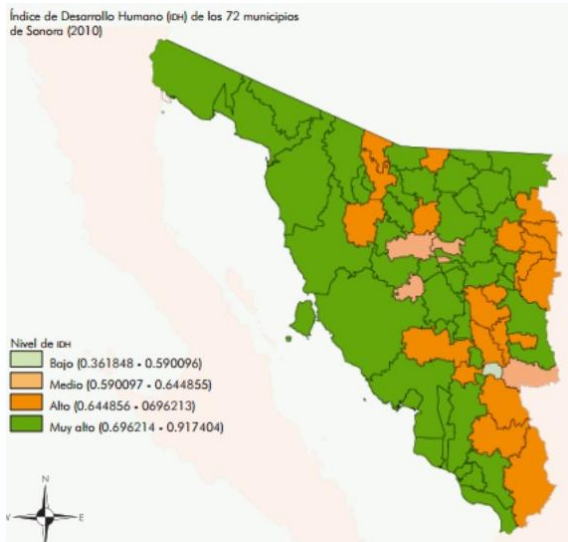 Índice de Desarrollo Humano (IDH) de los 72 municipios
de Sonora (2010)
Nivel de IDH
Bajo (0.361848 - 0.590096)
Medio (0.590097 - 0.644855)
Alto (0.644856 - 0696213)
Muy alto (0.696214 - 0.917404)
N
E
S